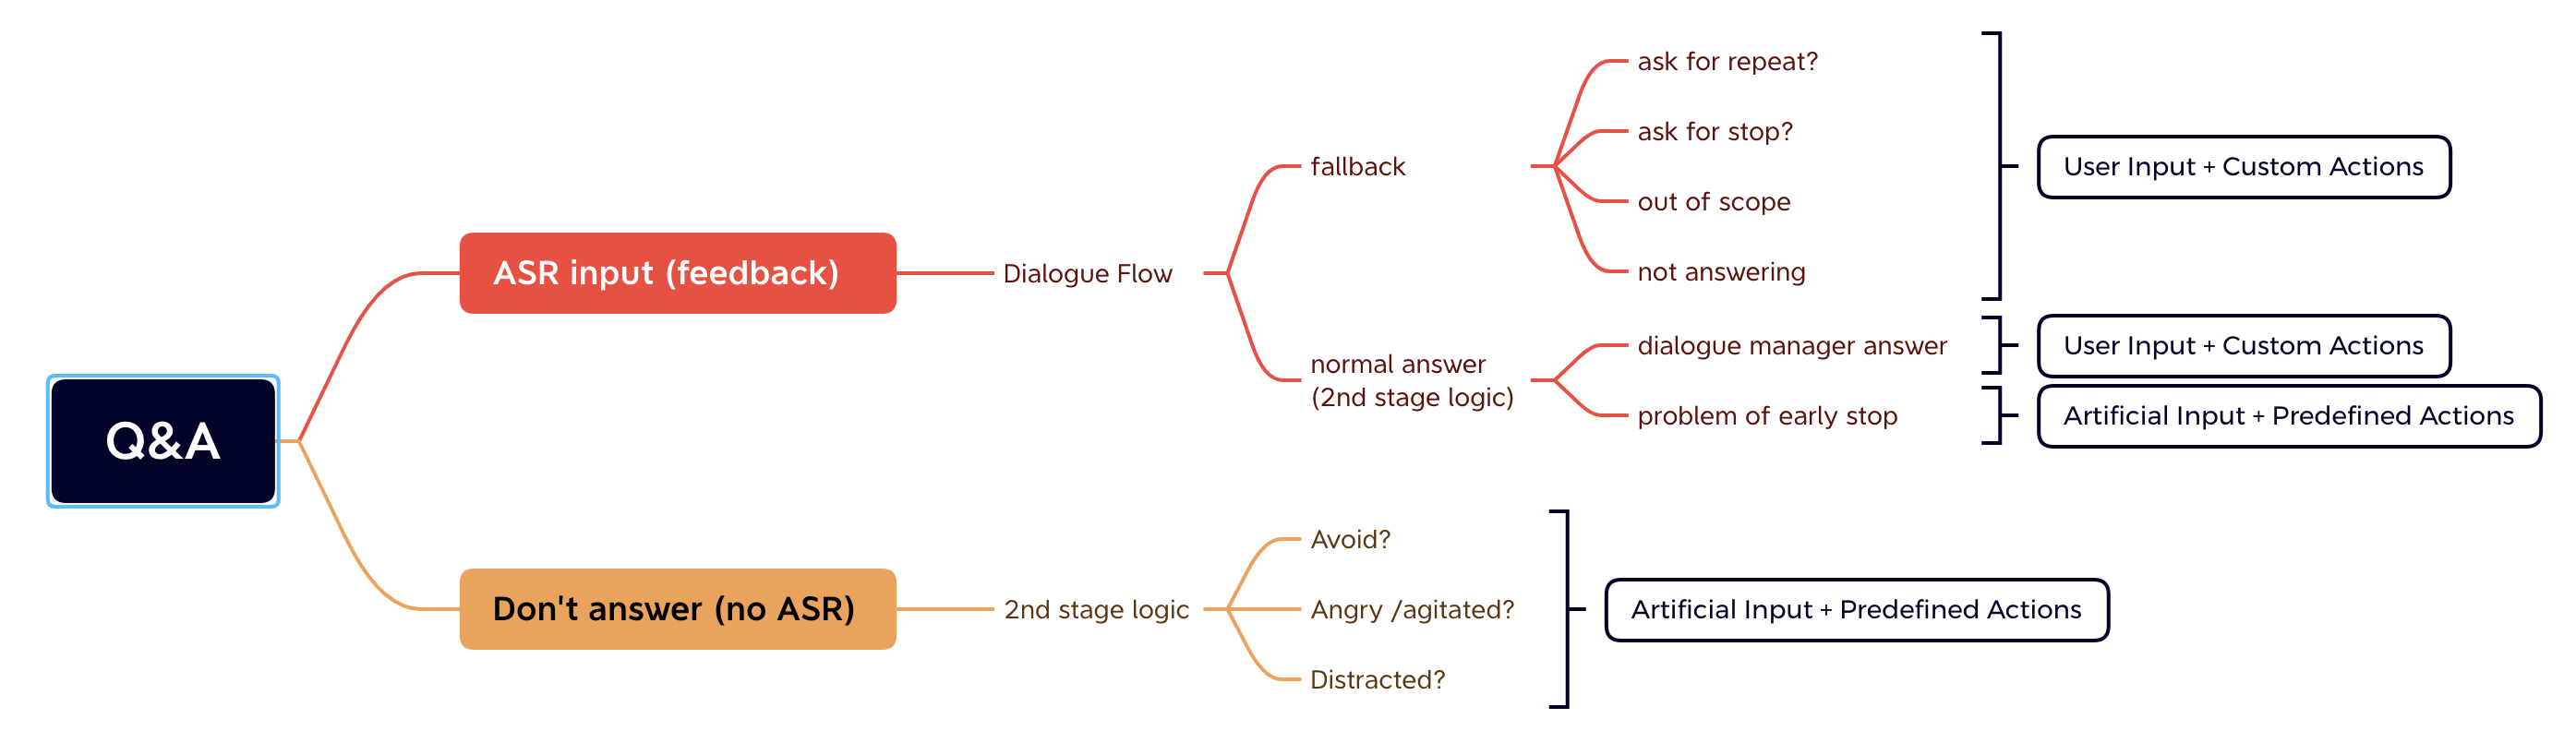 Q&A
ASR input (feedback)
Dialogue Flow
fallback
ask for repeat?
ask for stop?
out of scope
not answering
User Input + Custom Actions
normal answer
(2nd stage logic)
dialogue manager answer
User Input + Custom Actions
problem of early stop
Artificial Input + Predefined Actions
Don't answer (no ASR)
2nd stage logic
Avoid?
Angry /agitated?
Distracted?
Artificial Input + Predefined Actions